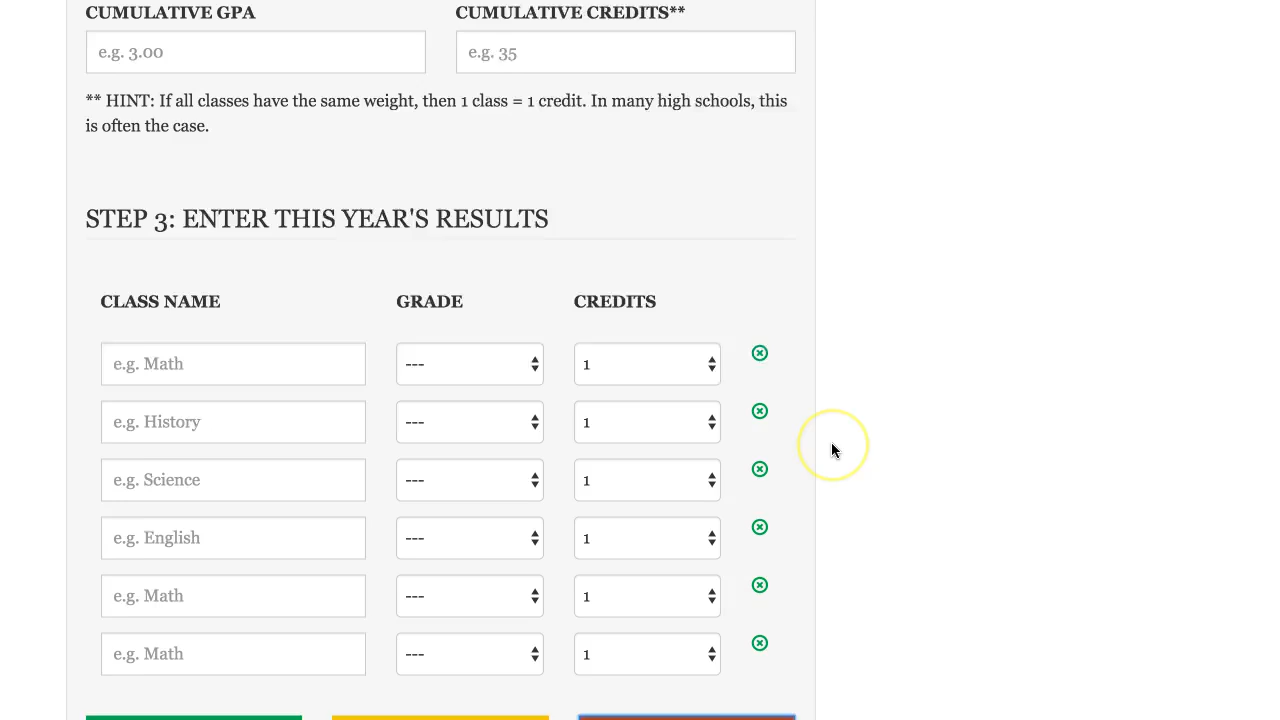 CUMULATIVE GPA CUMULATIVE CREDITS**
e.g. 3.00 e.g. 35
** HINT: If all classes have the same weight, then 1 class = 1 credit. In many high schools, this
is often the case.
STEP 3: ENTER THIS YEAR'S RESULTS
CLASS NAME GRADE CREDITS
e.g. Math --- 1
e.g. History --- 1
e.g. Science --- 1
e.g. English --- 1
e.g. Math --- 1
e.g. Math --- 1